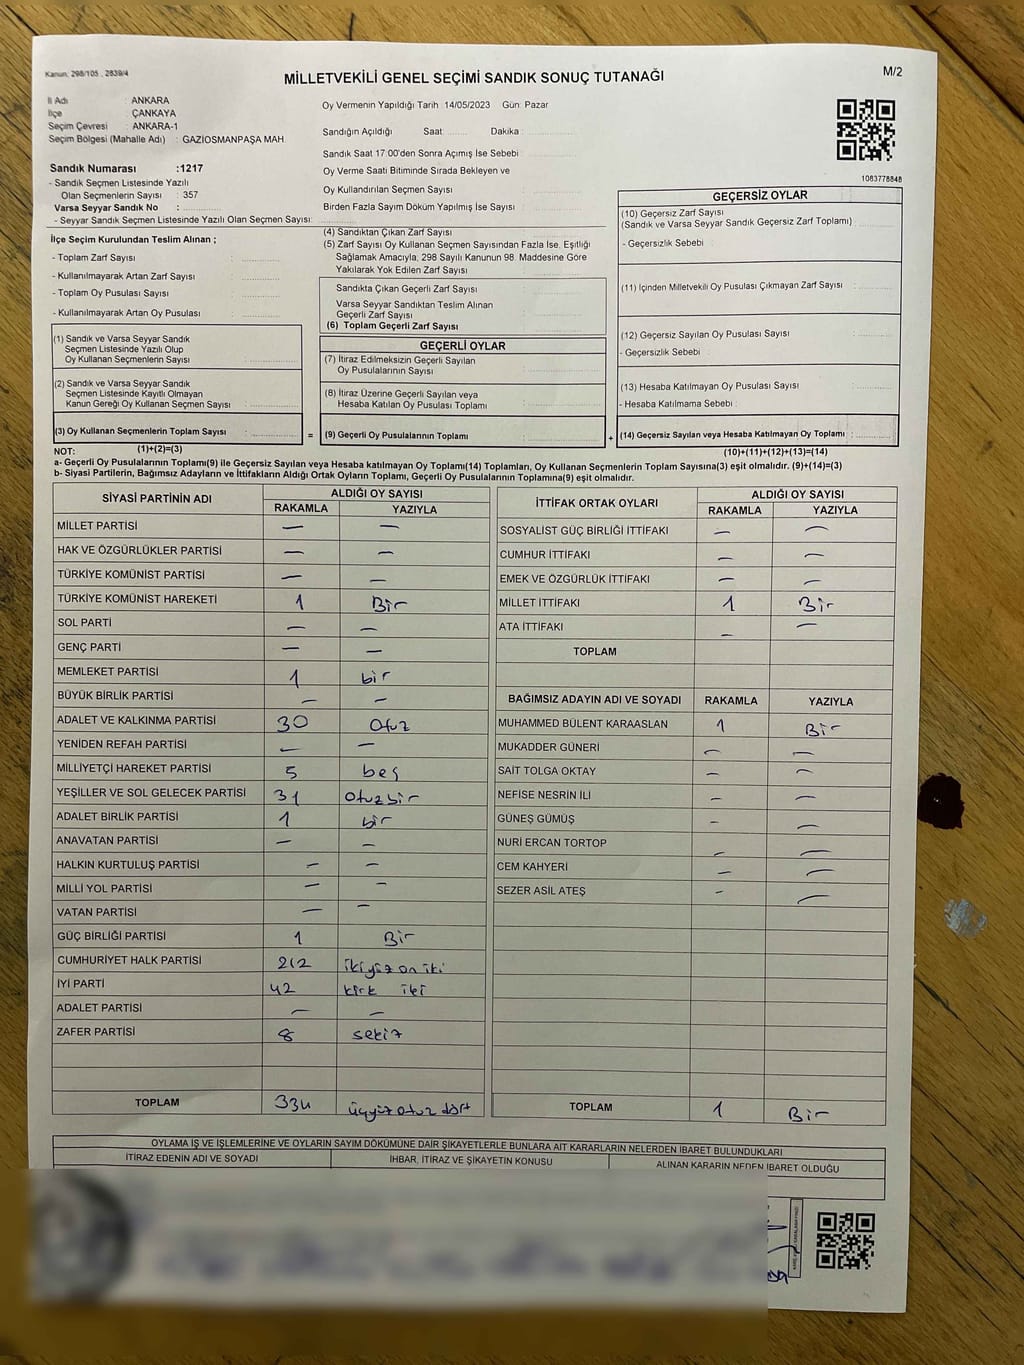 Kanun; 298/105 , 2839/4
MİLLETVEKİLİ GENEL SEÇİMİ SANDIK SONUÇ TUTANAĞI
M/2
İl Adı : ANKARA
İlçe : ÇANKAYA
Seçim Çevresi : ANKARA-1
Seçim Bölgesi (Mahalle Adı) : GAZİOSMANPAŞA MAH.
Sandık Numarası :1217
- Sandık Seçmen Listesinde Yazılı
Olan Seçmenlerin Sayısı : 357
Varsa Seyyar Sandık No :
- Seyyar Sandık Seçmen Listesinde Yazılı Olan Seçmen Sayısı:
Oy Vermenin Yapıldığı Tarih : 14/05/2023 Gün: Pazar
Sandığın Açıldığı Saat: Dakika :
Sandık Saat 17:00'den Sonra Açımış İse Sebebi :
Oy Verme Saati Bitiminde Sırada Bekleyen ve
Oy Kullandırılan Seçmen Sayısı :
Birden Fazla Sayım Döküm Yapılmış İse Sayısı :
1083778848
İlçe Seçim Kurulundan Teslim Alınan ;
- Toplam Zarf Sayısı :
- Kullanılmayarak Artan Zarf Sayısı :
- Toplam Oy Pusulası Sayısı :
- Kullanılmayarak Artan Oy Pusulası :
(4) Sandıktan Çıkan Zarf Sayısı :
(5) Zarf Sayısı Oy Kullanan Seçmen Sayısından Fazla İse, Eşitliği
Sağlamak Amacıyla; 298 Sayılı Kanunun 98. Maddesine Göre
Yakılarak Yok Edilen Zarf Sayısı :
Sandıkta Çıkan Geçerli Zarf Sayısı :
Varsa Seyyar Sandıktan Teslim Alınan
Geçerli Zarf Sayısı :
(6) Toplam Geçerli Zarf Sayısı :
GEÇERSİZ OYLAR
(10) Geçersiz Zarf Sayısı
(Sandık ve Varsa Seyyar Sandık Geçersiz Zarf Toplamı) :
- Geçersizlik Sebebi :
(11) İçinden Milletvekili Oy Pusulası Çıkmayan Zarf Sayısı :
(12) Geçersiz Sayılan Oy Pusulası Sayısı :
- Geçersizlik Sebebi :
(13) Hesaba Katılmayan Oy Pusulası Sayısı :
- Hesaba Katılmama Sebebi :
(1) Sandık ve Varsa Seyyar Sandık
Seçmen Listesinde Yazılı Olup
Oy Kullanan Seçmenlerin Sayısı :
(2) Sandık ve Varsa Seyyar Sandık
Seçmen Listesinde Kayıtlı Olmayan
Kanun Gereği Oy Kullanan Seçmen Sayısı :
GEÇERLİ OYLAR
(7) İtiraz Edilmeksizin Geçerli Sayılan
Oy Pusulalarının Sayısı :
(8) İtiraz Üzerine Geçerli Sayılan veya
Hesaba Katılan Oy Pusulası Toplamı :
(3) Oy Kullanan Seçmenlerin Toplam Sayısı : = (9) Geçerli Oy Pusulalarının Toplamı : + (14) Geçersiz Sayılan veya Hesaba Katılmayan Oy Toplamı :
NOT: (1)+(2)=(3) (10)+(11)+(12)+(13)=(14)
a- Geçerli Oy Pusulalarının Toplamı(9) ile Geçersiz Sayılan veya Hesaba katılmayan Oy Toplamı(14) Toplamları, Oy Kullanan Seçmenlerin Toplam Sayısına(3) eşit olmalıdır. (9)+(14)=(3)
b- Siyasi Partilerin, Bağımsız Adayların ve İttifakların Aldığı Ortak Oyların Toplamı, Geçerli Oy Pusulalarının Toplamına(9) eşit olmalıdır.
SİYASİ PARTİNİN ADI ALDIĞI OY SAYISI
RAKAMLA YAZIYLA
MİLLET PARTİSİ — —
HAK VE ÖZGÜRLÜKLER PARTİSİ — —
TÜRKİYE KOMÜNİST PARTİSİ — —
TÜRKİYE KOMÜNİST HAREKETİ 1 Bir
SOL PARTİ — —
GENÇ PARTİ — —
MEMLEKET PARTİSİ 1 bir
BÜYÜK BİRLİK PARTİSİ — —
ADALET VE KALKINMA PARTİSİ 30 Otuz
YENİDEN REFAH PARTİSİ — —
MİLLİYETÇİ HAREKET PARTİSİ 5 beş
YEŞİLLER VE SOL GELECEK PARTİSİ 31 Otuzbir
ADALET BİRLİK PARTİSİ 1 bir
ANAVATAN PARTİSİ — —
HALKIN KURTULUŞ PARTİSİ — —
MİLLİ YOL PARTİSİ — —
VATAN PARTİSİ — —
GÜÇ BİRLİĞİ PARTİSİ 1 Bir
CUMHURİYET HALK PARTİSİ 212 ikiyüz on iki
İYİ PARTİ 42 kırk iki
ADALET PARTİSİ — —
ZAFER PARTİSİ 8 sekiz
TOPLAM 334 üçyüz otuz dört
İTTİFAK ORTAK OYLARI ALDIĞI OY SAYISI
RAKAMLA YAZIYLA
SOSYALİST GÜÇ BİRLİĞİ İTTİFAKI — —
CUMHUR İTTİFAKI — —
EMEK VE ÖZGÜRLÜK İTTİFAKI — —
MİLLET İTTİFAKI 1 Bir
ATA İTTİFAKI — —
TOPLAM
BAĞIMSIZ ADAYIN ADI VE SOYADI RAKAMLA YAZIYLA
MUHAMMED BÜLENT KARAASLAN 1 Bir
MUKADDER GÜNERİ — —
SAİT TOLGA OKTAY — —
NEFİSE NESRİN İLİ — —
GÜNEŞ GÜMÜŞ — —
NURİ ERCAN TORTOP — —
CEM KAHYERİ — —
SEZER ASİL ATEŞ — —
TOPLAM 1 Bir
OYLAMA İŞ VE İŞLEMLERİNE VE OYLARIN SAYIM DÖKÜMÜNE DAİR ŞİKAYETLERLE BUNLARA AİT KARARLARIN NELERDEN İBARET BULUNDUKLARI
İTİRAZ EDENİN ADI VE SOYADI İHBAR, İTİRAZ VE ŞİKAYETİN KONUSU ALINAN KARARIN NEDEN İBARET OLDUĞU